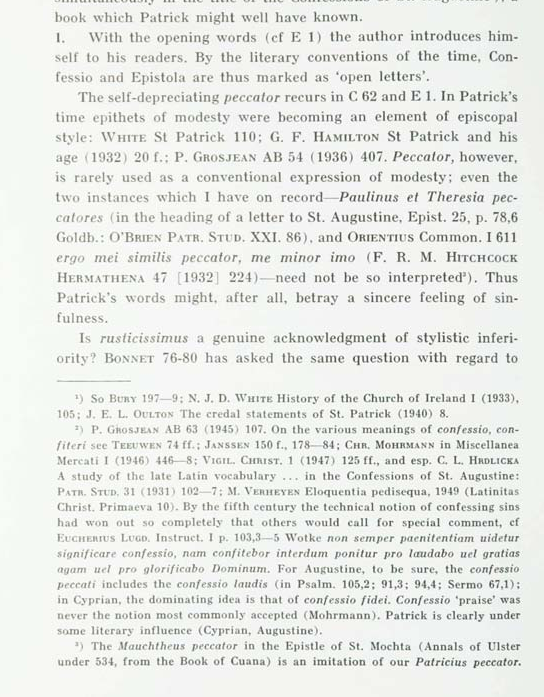 book which Patrick might well have known.
1. With the opening words (cf E 1) the author introduces him-
self to his readers. By the literary conventions of the time, Con-
fessio and Epistola are thus marked as ‘open letters’.
The self-depreciating peccator recurs in C 62 and E 1. In Patrick's
time epithets of modesty were becoming an element of episcopal
style: WHITE St Patrick 110; G. F. HAMILTON St Patrick and his
age (1932) 20 f.; P. GROSJEAN AB 54 (1936) 407. Peccator, however,
is rarely used as a conventional expression of modesty; even the
two instances which I have on record—Paulinus et Theresia pec-
catores (in the heading of a letter to St. Augustine, Epist. 25, p. 78,6
Goldb.: O'BRIEN PATR. STUD. XXI. 86), and ORIENTIUS Common. I 611
ergo mei similis peccator, me minor imo (F. R. M. HITCHCOCK
HERMATHENA 47 [1932] 224)—need not be so interpreted³). Thus
Patrick's words might, after all, betray a sincere feeling of sin-
fulness.
Is rusticissimus a genuine acknowledgment of stylistic inferi-
ority? BONNET 76-80 has asked the same question with regard to
¹) So BURY 197—9; N. J. D. WHITE History of the Church of Ireland I (1933),
105; J. E. L. OULTON The credal statements of St. Patrick (1940) 8.
²) P. GROSJEAN AB 63 (1945) 107. On the various meanings of confessio, con-
fiteri see TEEUWEN 74 ff.; JANSSEN 150 f., 178—84; CHR. MOHRMANN in Miscellanea
Mercati I (1946) 446—8; VIGIL. CHRIST. 1 (1947) 125 ff., and esp. C. L. HRDLICKA
A study of the late Latin vocabulary ... in the Confessions of St. Augustine:
PATR. STUD. 31 (1931) 102—7; M. VERHEYEN Eloquentia pedisequa, 1949 (Latinitas
Christ. Primaeva 10). By the fifth century the technical notion of confessing sins
had won out so completely that others would call for special comment, cf
EUCHERIUS LUGD. Instruct. I p. 103,3—5 Wotke non semper paenitentiam uidetur
significare confessio, nam confitebor interdum ponitur pro laudabo uel gratias
agam uel pro glorificabo Dominum. For Augustine, to be sure, the confessio
peccati includes the confessio laudis (in Psalm. 105,2; 91,3; 94,4; Sermo 67,1);
in Cyprian, the dominating idea is that of confessio fidei. Confessio ‘praise’ was
never the notion most commonly accepted (Mohrmann). Patrick is clearly under
some literary influence (Cyprian, Augustine).
³) The Mauchtheus peccator in the Epistle of St. Mochta (Annals of Ulster
under 534, from the Book of Cuana) is an imitation of our Patricius peccator.